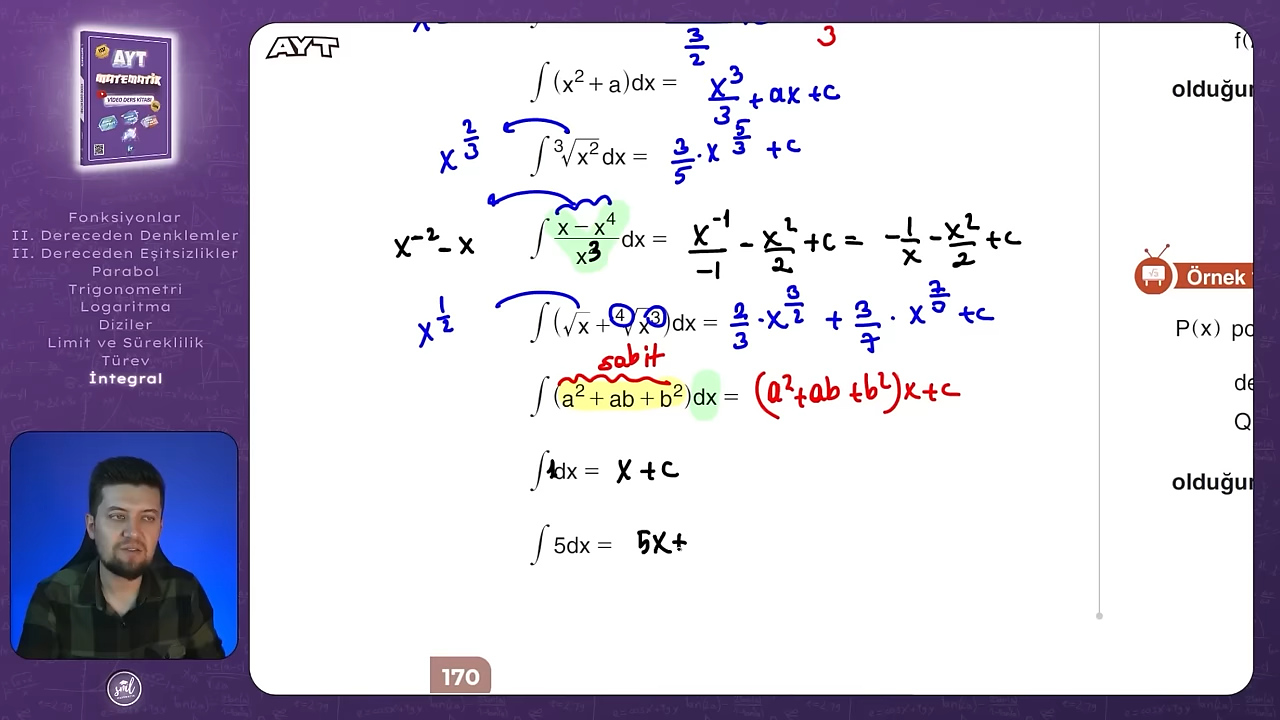 AYT
AYT
MATEMATİK
VİDEO DERS KİTABI
Fonksiyonlar
II. Dereceden Denklemler
II. Dereceden Eşitsizlikler
Parabol
Trigonometri
Logaritma
Diziler
Limit ve Süreklilik
Türev
İntegral
3/2
3
∫(x² + a)dx = x³/3 + ax + c
x^(2/3) ∫ ³√x² dx = 3/5 · x^(5/3) + c
x⁻² - x ∫ (x - x⁴)/x³ dx = x⁻¹/-1 - x²/2 + c = -1/x - x²/2 + c
x^(1/2) ∫(√x + ⁴√x³)dx = 2/3 · x^(3/2) + 3/7 · x + c
sabit
∫(a² + ab + b²)dx = (a² + ab + b²)x + c
∫1dx = x + c
∫5dx = 5x+
170
f(
olduğur
Örnek
P(x) po
de
Q
olduğur
sml